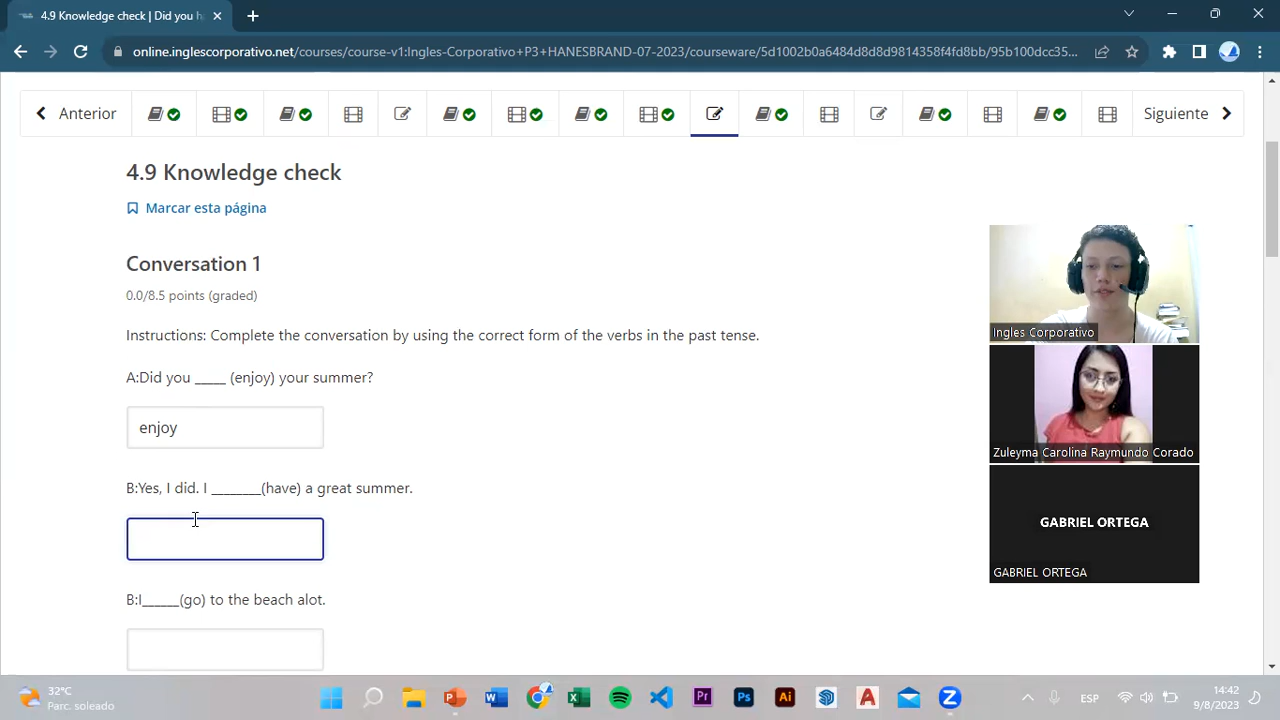 4.9 Knowledge check | Did you h
online.inglescorporativo.net/courses/course-v1:Ingles-Corporativo+P3+HANESBRAND-07-2023/courseware/5d1002b0a6484d8d8d9814358f4fd8bb/95b100dcc35...
Anterior
Siguiente
4.9 Knowledge check
Marcar esta página
Conversation 1
0.0/8.5 points (graded)
Instructions: Complete the conversation by using the correct form of the verbs in the past tense.
A:Did you _____ (enjoy) your summer?
enjoy
B:Yes, I did. I ________(have) a great summer.
B:I______(go) to the beach alot.
Ingles Corporativo
Zuleyma Carolina Raymundo Corado
GABRIEL ORTEGA
GABRIEL ORTEGA
32°C
Parc. soleado
ESP
14:42
9/8/2023